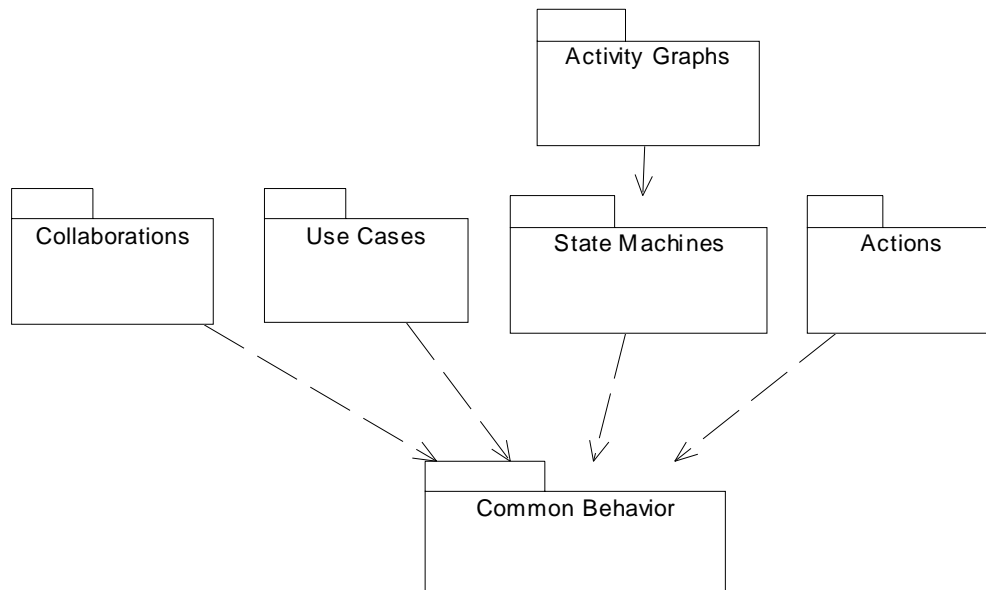 Activity Graphs
Collaborations
Use Cases
State Machines
Actions
Common Behavior